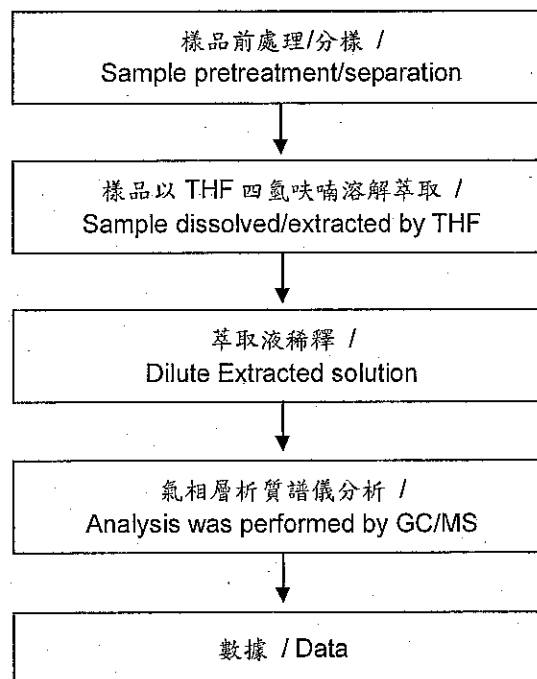 樣品前處理/分樣 /
Sample pretreatment/separation
樣品以 THF 四氫呋喃溶解萃取 /
Sample dissolved/extracted by THF
萃取液稀釋 /
Dilute Extracted solution
氣相層析質譜儀分析 /
Analysis was performed by GC/MS
數據 / Data